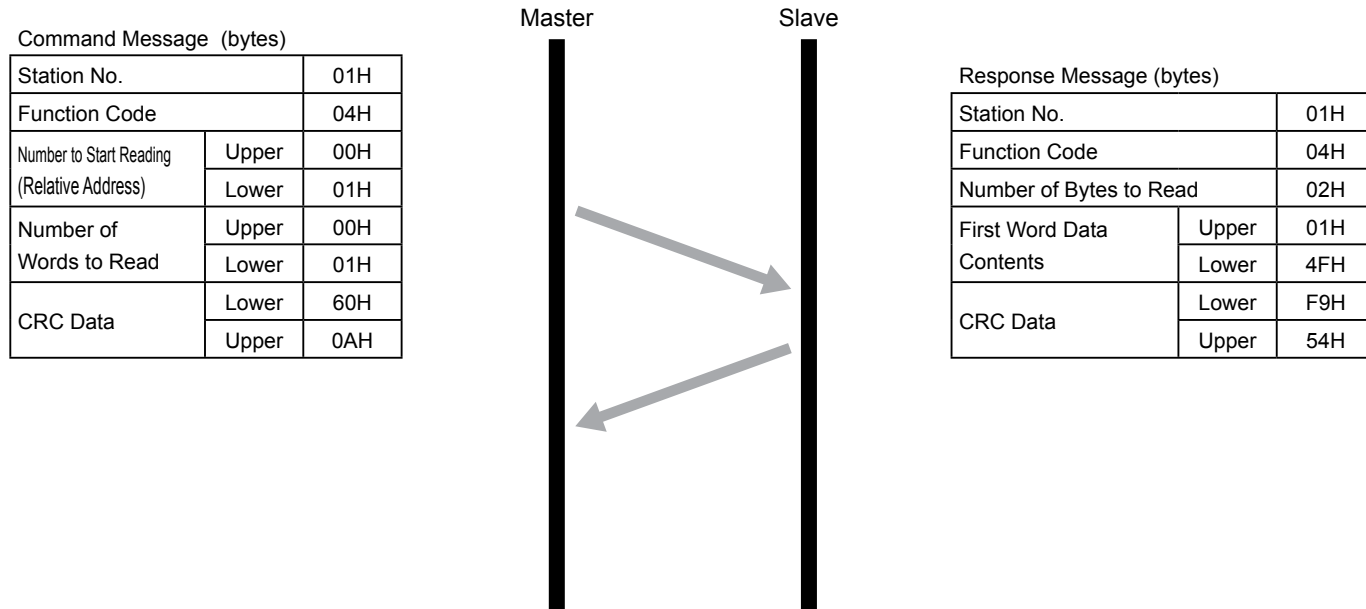 Master Slave
Command Message (bytes)
Station No. 01H
Function Code 04H
Number to Start Reading Upper 00H
(Relative Address) Lower 01H
Number of Upper 00H
Words to Read Lower 01H
CRC Data Lower 60H
Upper 0AH
Response Message (bytes)
Station No. 01H
Function Code 04H
Number of Bytes to Read 02H
First Word Data Upper 01H
Contents Lower 4FH
CRC Data Lower F9H
Upper 54H